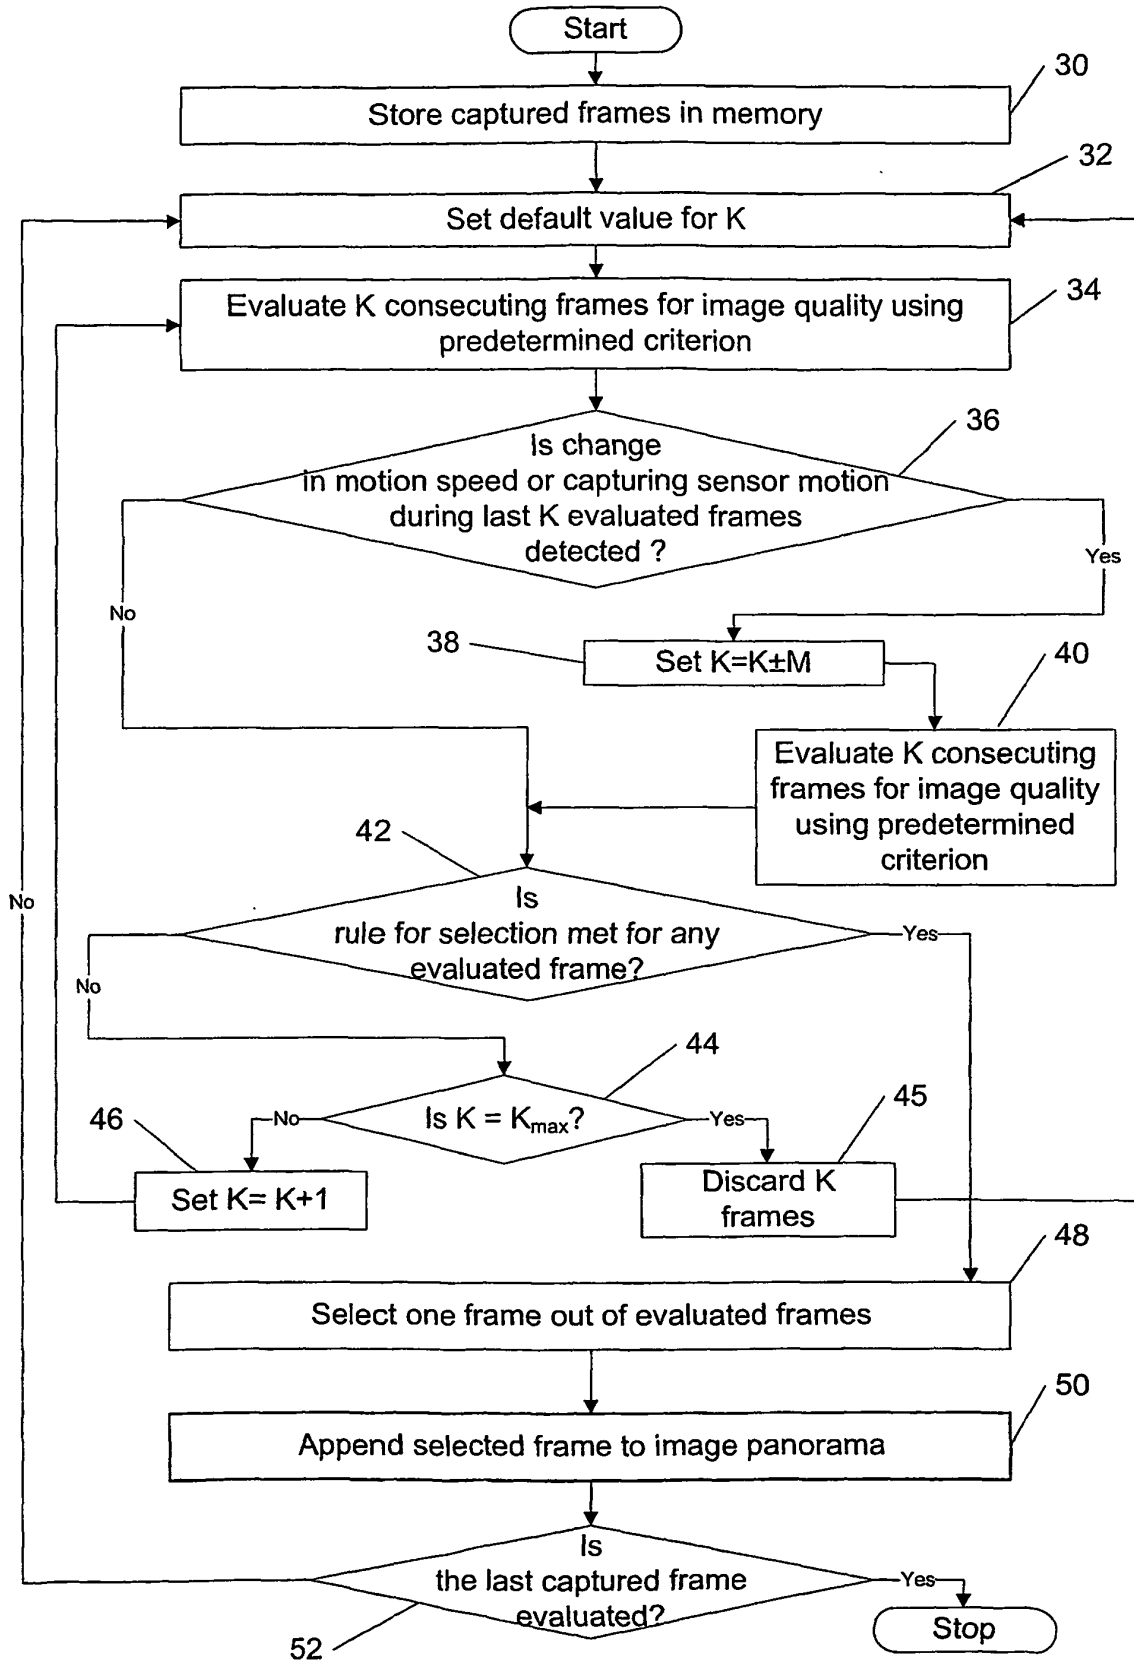 Start
30
Store captured frames in memory
32
Set default value for K
34
Evaluate K consecuting frames for image quality using
predetermined criterion
36
Is change
in motion speed or capturing sensor motion
during last K evaluated frames
detected ?
Yes
No
38
Set K=K±M
40
Evaluate K consecuting
frames for image quality
using predetermined
criterion
42
Is
rule for selection met for any
evaluated frame?
Yes
No
No
44
Is K = Kmax?
No
Yes
46
Set K= K+1
45
Discard K
frames
48
Select one frame out of evaluated frames
50
Append selected frame to image panorama
Is
the last captured frame
evaluated?
Yes
52
Stop